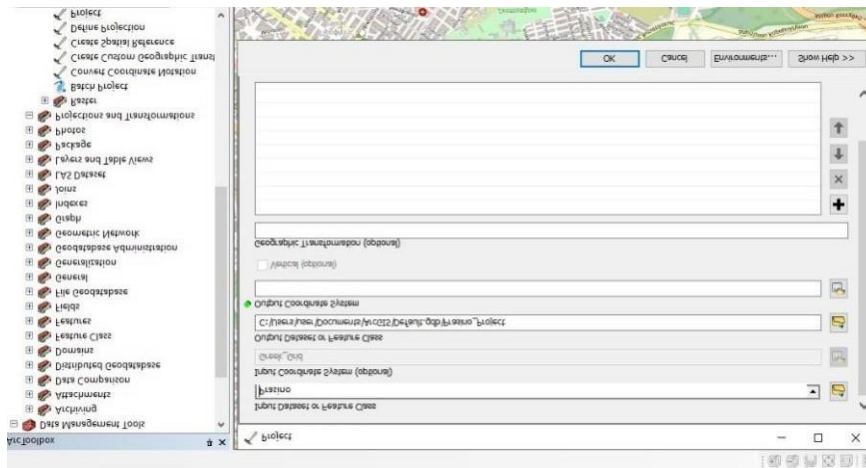 ArcToolbox
Data Management Tools
Archiving
Attachments
Data Comparison
Distributed Geodatabase
Domains
Feature Class
Features
Fields
File Geodatabase
General
Generalization
Geodatabase Administration
Geometric Network
Graph
Indexes
Joins
LAS Dataset
Layers and Table Views
Package
Photos
Projections and Transformations
Raster
Batch Project
Convert Coordinate Notation
Create Custom Geographic Transf
Create Spatial Reference
Define Projection
Project
Project
Input Dataset or Feature Class
Prasino
Input Coordinate System (optional)
Greek_Grid
Output Dataset or Feature Class
C:\Users\user\Documents\ArcGIS\Default.gdb\Prasino_Project
Output Coordinate System
Vertical (optional)
Geographic Transformation (optional)
OK
Cancel
Environments...
Show Help >>